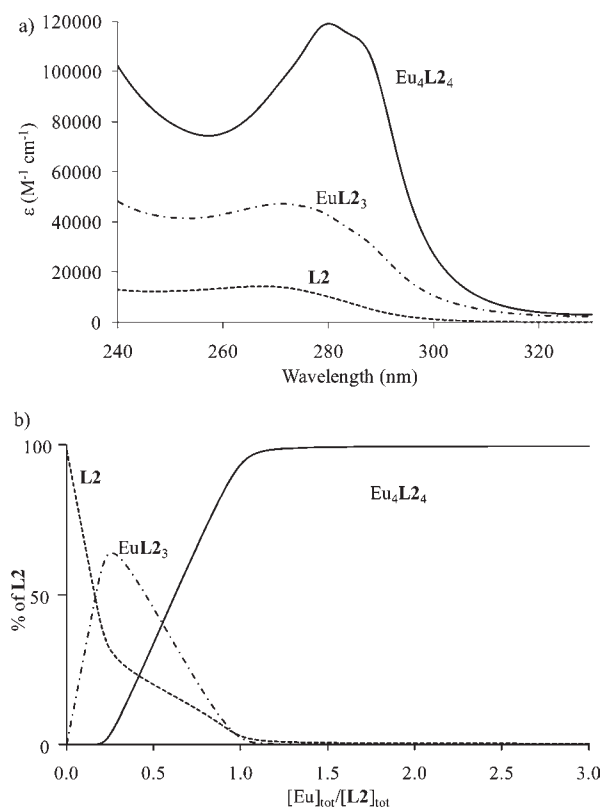 a)
120000
100000
80000
60000
40000
20000
0
ε (M⁻¹ cm⁻¹)
Eu₄L2₄
EuL2₃
L2
240 260 280 300 320
Wavelength (nm)
b)
100
50
0
% of L2
L2
EuL2₃
Eu₄L2₄
0.0 0.5 1.0 1.5 2.0 2.5 3.0
[Eu]tot/[L2]tot